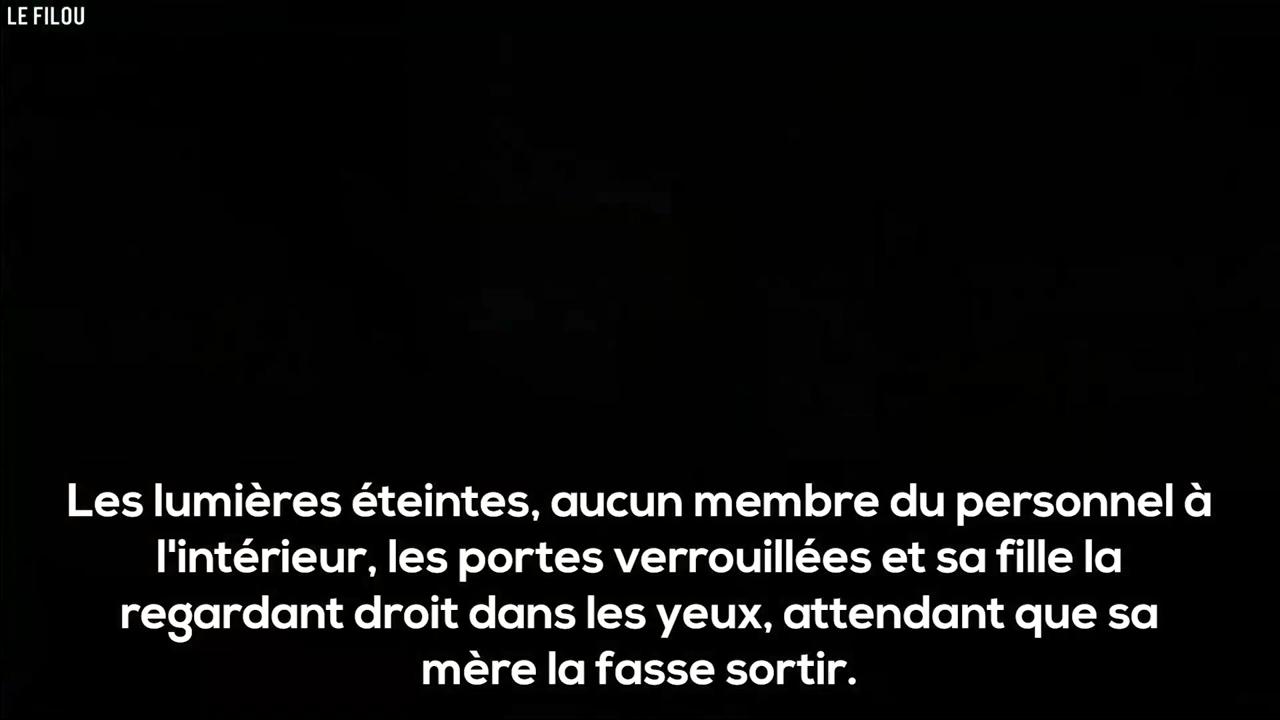 LE FILOU
Les lumières éteintes, aucun membre du personnel à
l'intérieur, les portes verrouillées et sa fille la
regardant droit dans les yeux, attendant que sa
mère la fasse sortir.